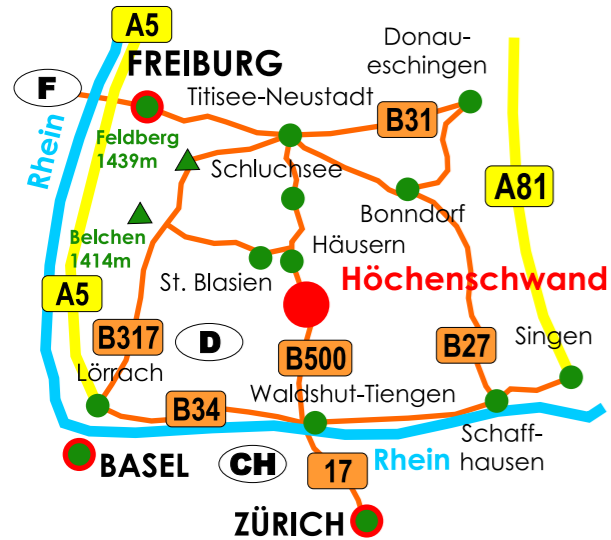 A5
Donau-
eschingen
FREIBURG
F
Titisee-Neustadt
B31
Rhein
Feldberg
1439m
Schluchsee
A81
Bonndorf
Belchen
1414m
Häusern
St. Blasien
Höchenschwand
A5
B317
D
B500
B27
Singen
Lörrach
B34
Waldshut-Tiengen
Schaff-
hausen
BASEL
CH
17
Rhein
ZÜRICH